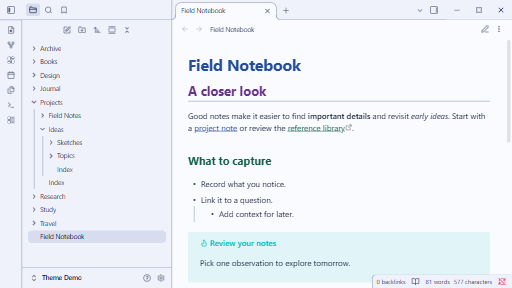 Field Notebook
Field Notebook
Archive
Books
Design
Journal
Projects
Field Notes
Ideas
Sketches
Topics
Index
Index
Research
Study
Travel
Field Notebook
Theme Demo
Field Notebook
A closer look
Good notes make it easier to find important details and revisit early ideas. Start with
a project note or review the reference library.
What to capture
Record what you notice.
Link it to a question.
Add context for later.
Review your notes
Pick one observation to explore tomorrow.
0 backlinks 81 words 577 characters